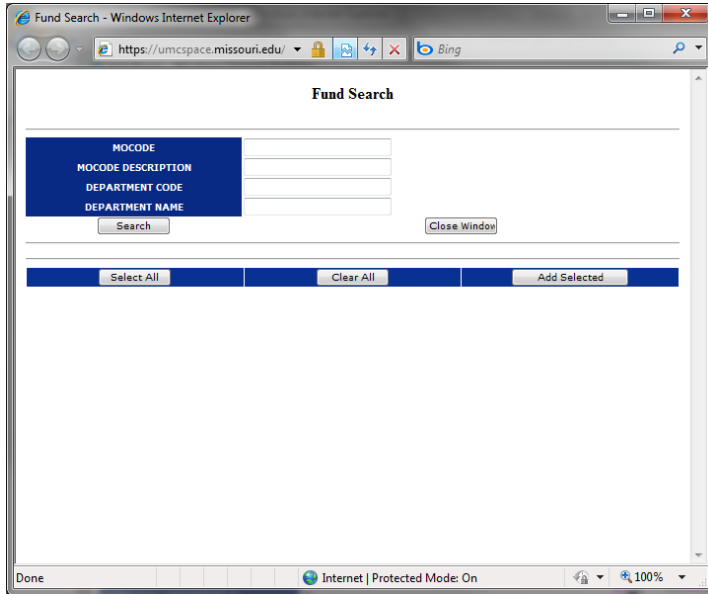 Fund Search - Windows Internet Explorer
https://umcspace.missouri.edu/ Bing
Fund Search
MOCODE
MOCODE DESCRIPTION
DEPARTMENT CODE
DEPARTMENT NAME
Search Close Window
Select All Clear All Add Selected
Done Internet | Protected Mode: On 100%